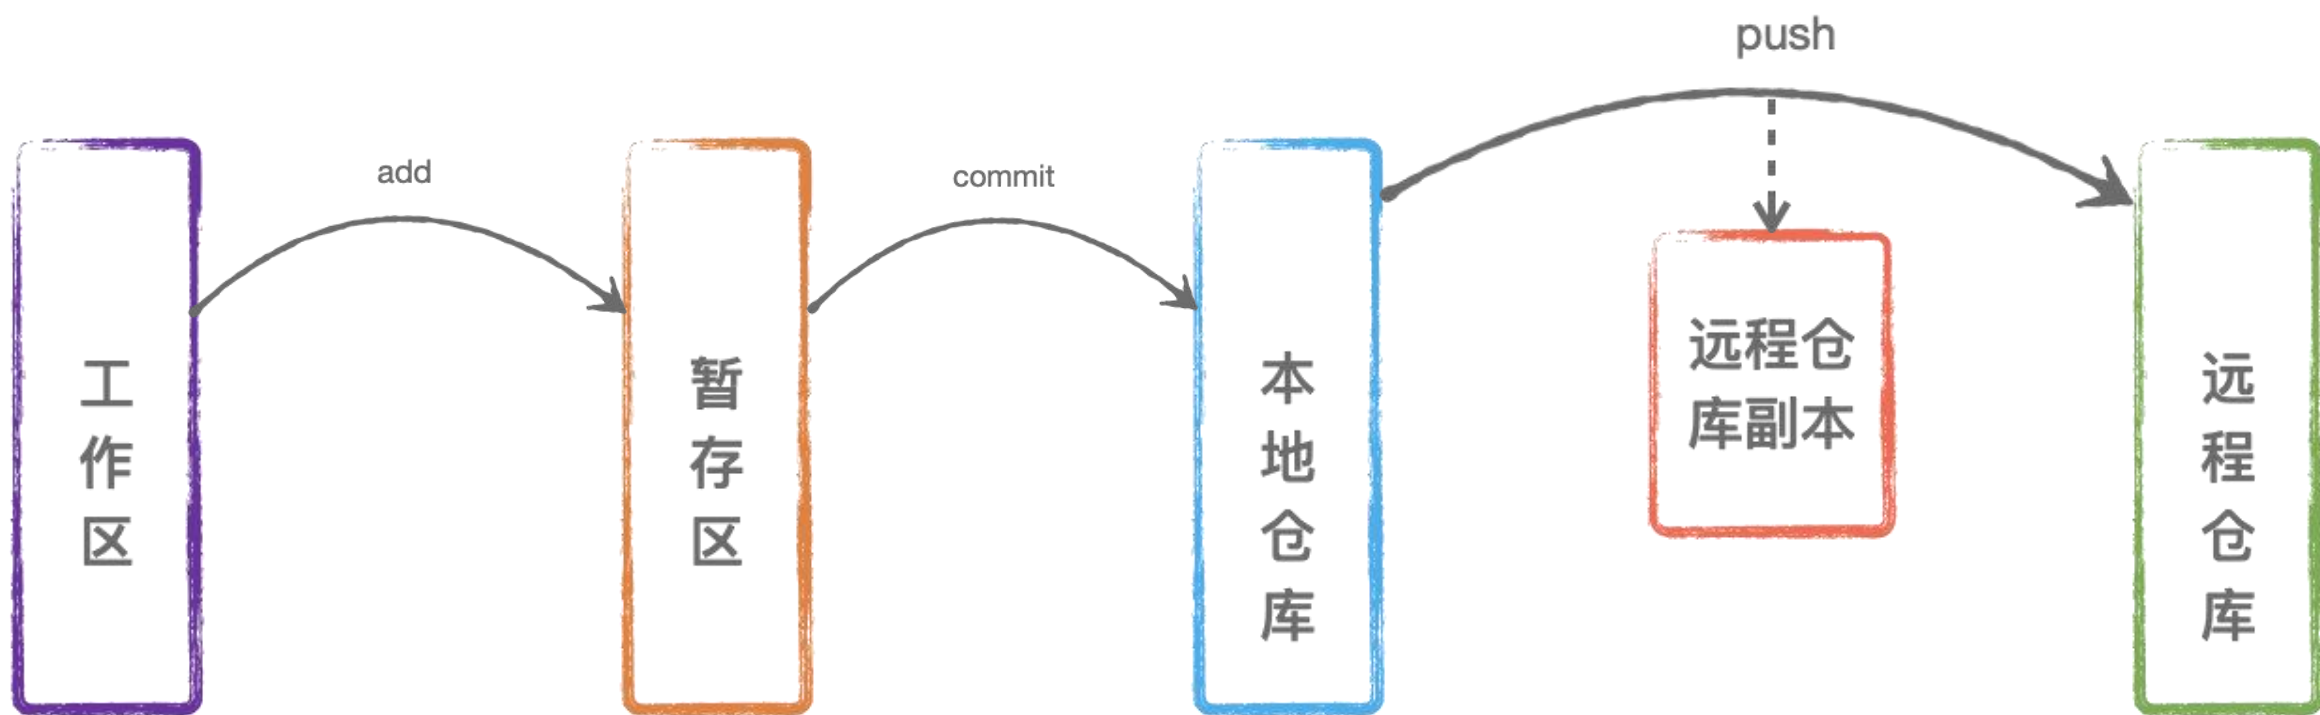 push
add
commit
工作区
暂存区
本地仓库
远程仓
库副本
远程仓库